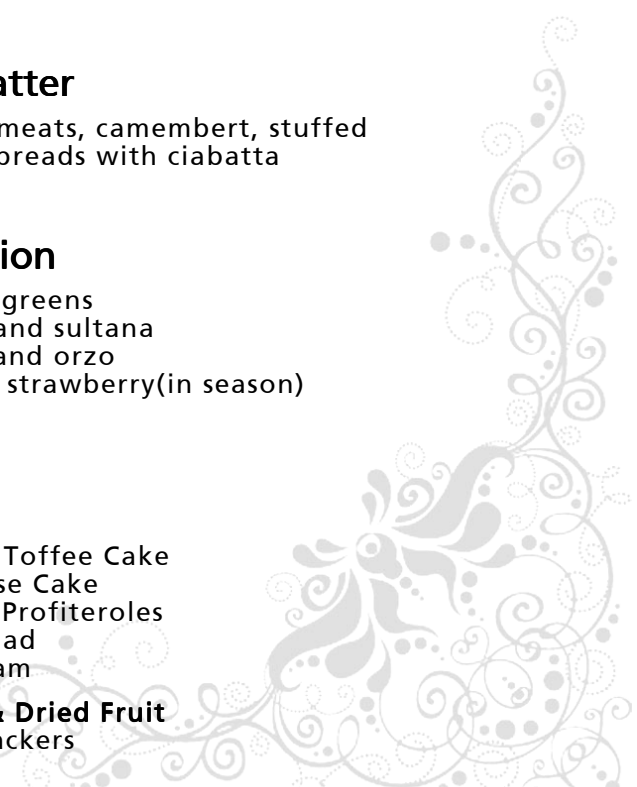 atter
meats, camembert, stuffed
breads with ciabatta
ion
greens
and sultana
and orzo
strawberry(in season)
Toffee Cake
se Cake
Profiteroles
ad
am
& Dried Fruit
ackers